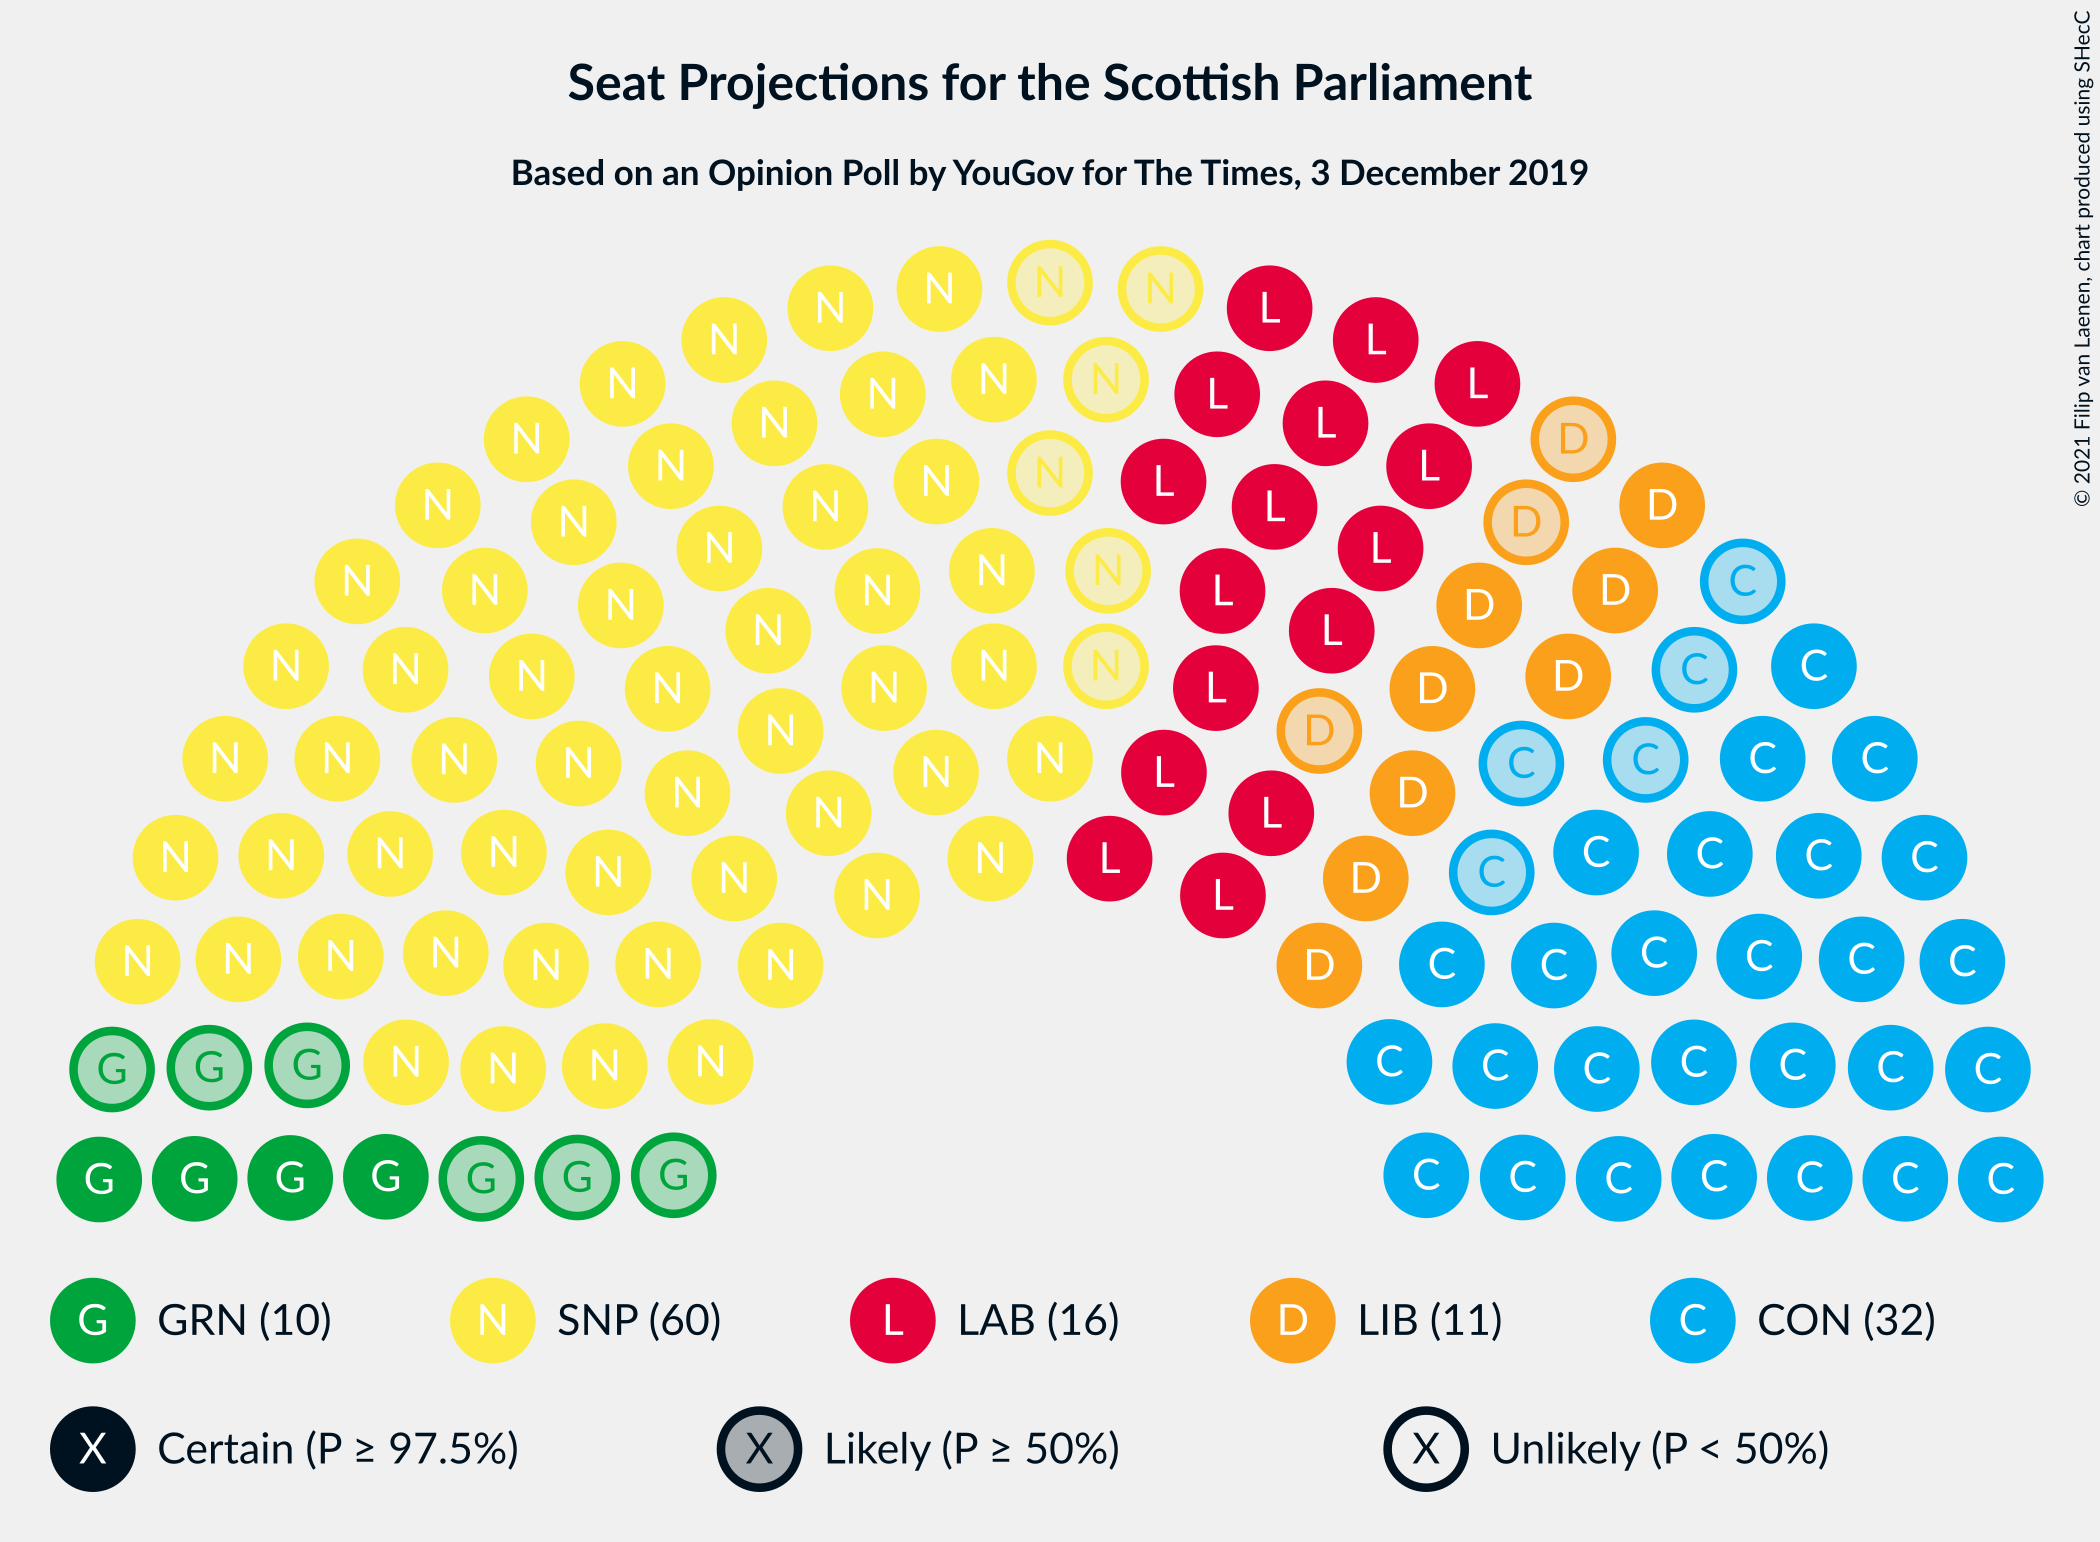 Seat Projections for the Scottish Parliament
Based on an Opinion Poll by YouGov for The Times, 3 December 2019
© 2021 Filip van Laenen, chart produced using SHecC
N N N N N L L
N N L
N N N N L
N N L L
N D
N N N L
N N N L L D
N N L
N N N N D
N N C
N N N L D D
N L
N N N N D C C
N N L D D
N D
N N N N N L C C C C
N N L
N L
N N N N N L C C C C
N N L D C
N L
N N N N N N N D C C C C C C
G G G N N N N C C C C C C C
G G G G G G G C C C C C C C
G GRN (10) N SNP (60) L LAB (16) D LIB (11) C CON (32)
X Certain (P ≥ 97.5%) X Likely (P ≥ 50%) X Unlikely (P < 50%)